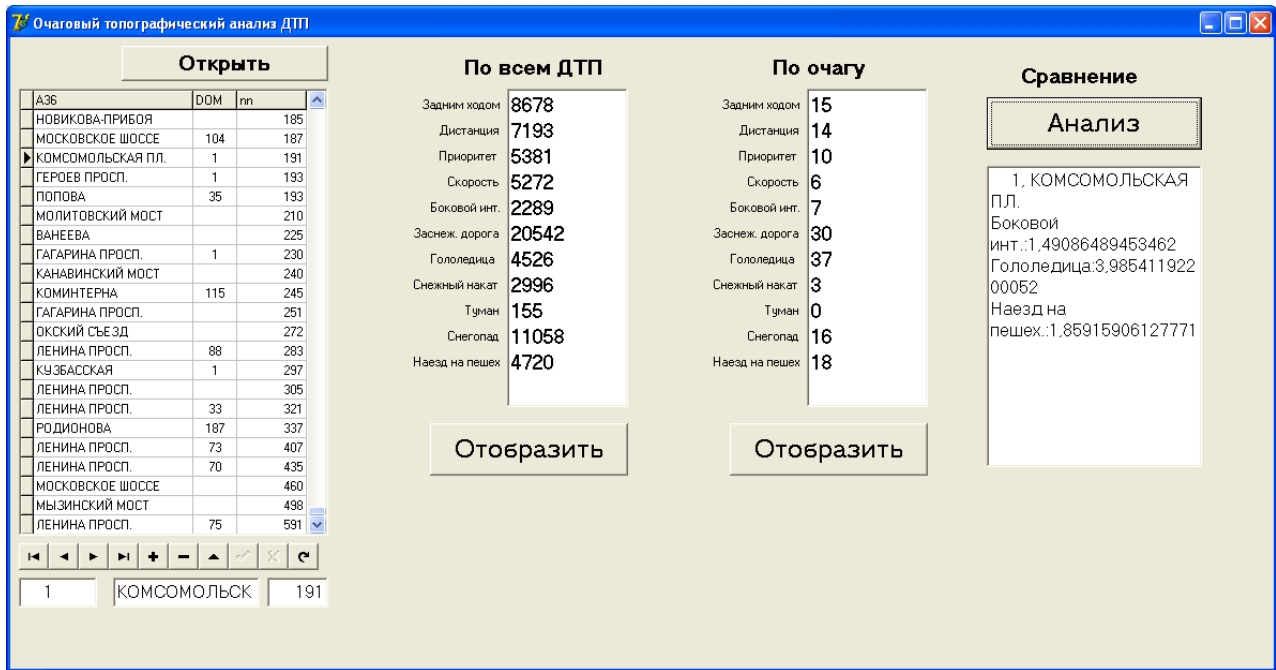 Очаговый топографический анализ ДТП
Открыть
А36 DOM nn
НОВИКОВА-ПРИБОЯ 185
МОСКОВСКОЕ ШОССЕ 104 187
КОМСОМОЛЬСКАЯ ПЛ. 1 191
ГЕРОЕВ ПРОСП. 1 193
ПОПОВА 35 193
МОЛИТОВСКИЙ МОСТ 210
ВАНЕЕВА 225
ГАГАРИНА ПРОСП. 1 230
КАНАВИНСКИЙ МОСТ 240
КОМИНТЕРНА 115 245
ГАГАРИНА ПРОСП. 251
ОКСКИЙ СЪЕЗД 272
ЛЕНИНА ПРОСП. 88 283
КУЗБАССКАЯ 1 297
ЛЕНИНА ПРОСП. 305
ЛЕНИНА ПРОСП. 33 321
РОДИОНОВА 187 337
ЛЕНИНА ПРОСП. 73 407
ЛЕНИНА ПРОСП. 70 435
МОСКОВСКОЕ ШОССЕ 460
МЫЗИНСКИЙ МОСТ 498
ЛЕНИНА ПРОСП. 75 591
1 КОМСОМОЛЬСК 191
По всем ДТП
Задним ходом 8678
Дистанция 7193
Приоритет 5381
Скорость 5272
Боковой инт. 2289
Заснеж. дорога 20542
Гололедица 4526
Снежный накат 2996
Туман 155
Снегопад 11058
Наезд на пешех 4720
Отобразить
По очагу
Задним ходом 15
Дистанция 14
Приоритет 10
Скорость 6
Боковой инт. 7
Заснеж. дорога 30
Гололедица 37
Снежный накат 3
Туман 0
Снегопад 16
Наезд на пешех 18
Отобразить
Сравнение
Анализ
1, КОМСОМОЛЬСКАЯ
ПЛ.
Боковой
инт.:1,49086489453462
Гололедица:3,985411922
00052
Наезд на
пешех.:1,85915906127771